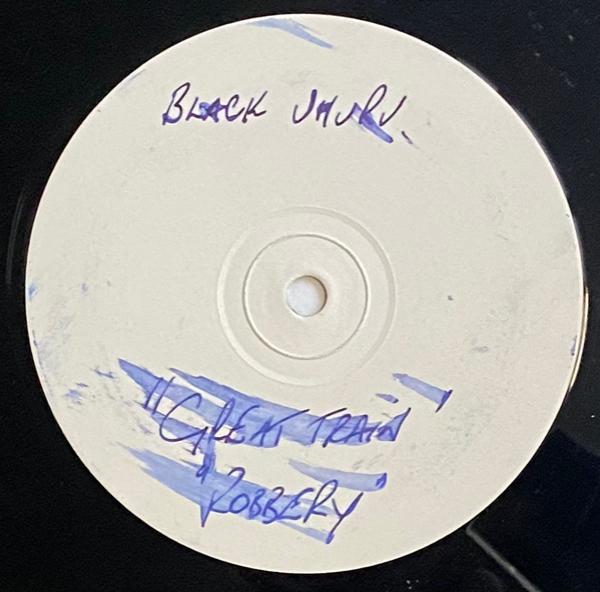 BLACK UHURU.
"GREAT TRAIN"
"ROBBERY"